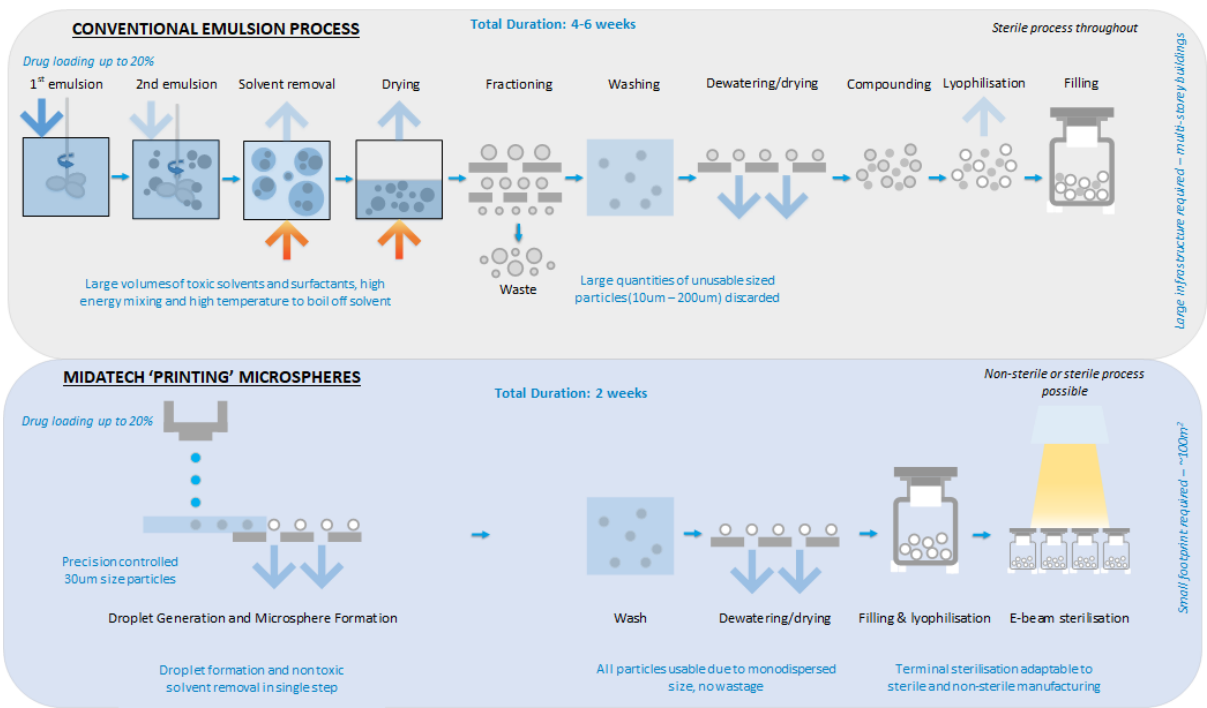 CONVENTIONAL EMULSION PROCESS
Total Duration: 4-6 weeks
Sterile process throughout
Drug loading up to 20%
1st emulsion
2nd emulsion
Solvent removal
Drying
Fractioning
Washing
Dewatering/drying
Compounding
Lyophilisation
Filling
Large infrastructure required – multi-storey buildings
Waste
Large volumes of toxic solvents and surfactants, high
energy mixing and high temperature to boil off solvent
Large quantities of unusable sized
particles(10um – 200um) discarded
MIDATECH ‘PRINTING’ MICROSPHERES
Total Duration: 2 weeks
Non-sterile or sterile process
possible
Drug loading up to 20%
Small footprint required – ~100m²
Precision controlled
30um size particles
Droplet Generation and Microsphere Formation
Wash
Dewatering/drying
Filling & lyophilisation
E-beam sterilisation
Droplet formation and non toxic
solvent removal in single step
All particles usable due to monodispersed
size, no wastage
Terminal sterilisation adaptable to
sterile and non-sterile manufacturing